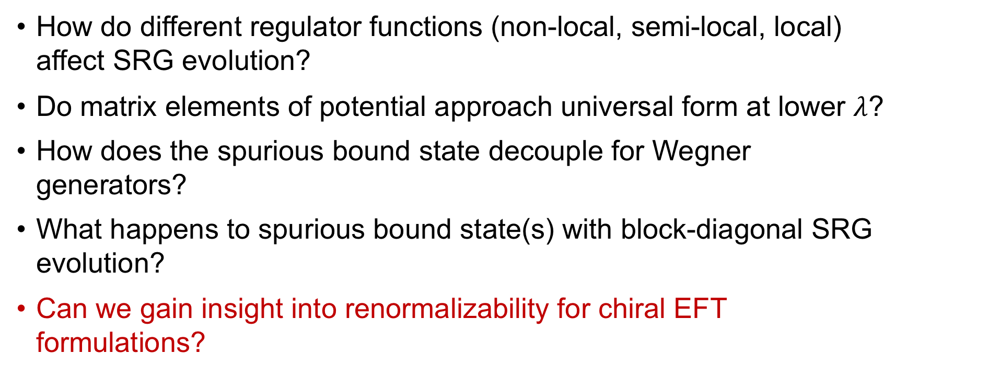 • How do different regulator functions (non-local, semi-local, local)
affect SRG evolution?
• Do matrix elements of potential approach universal form at lower 𝜆?
• How does the spurious bound state decouple for Wegner
generators?
• What happens to spurious bound state(s) with block-diagonal SRG
evolution?
• Can we gain insight into renormalizability for chiral EFT
formulations?